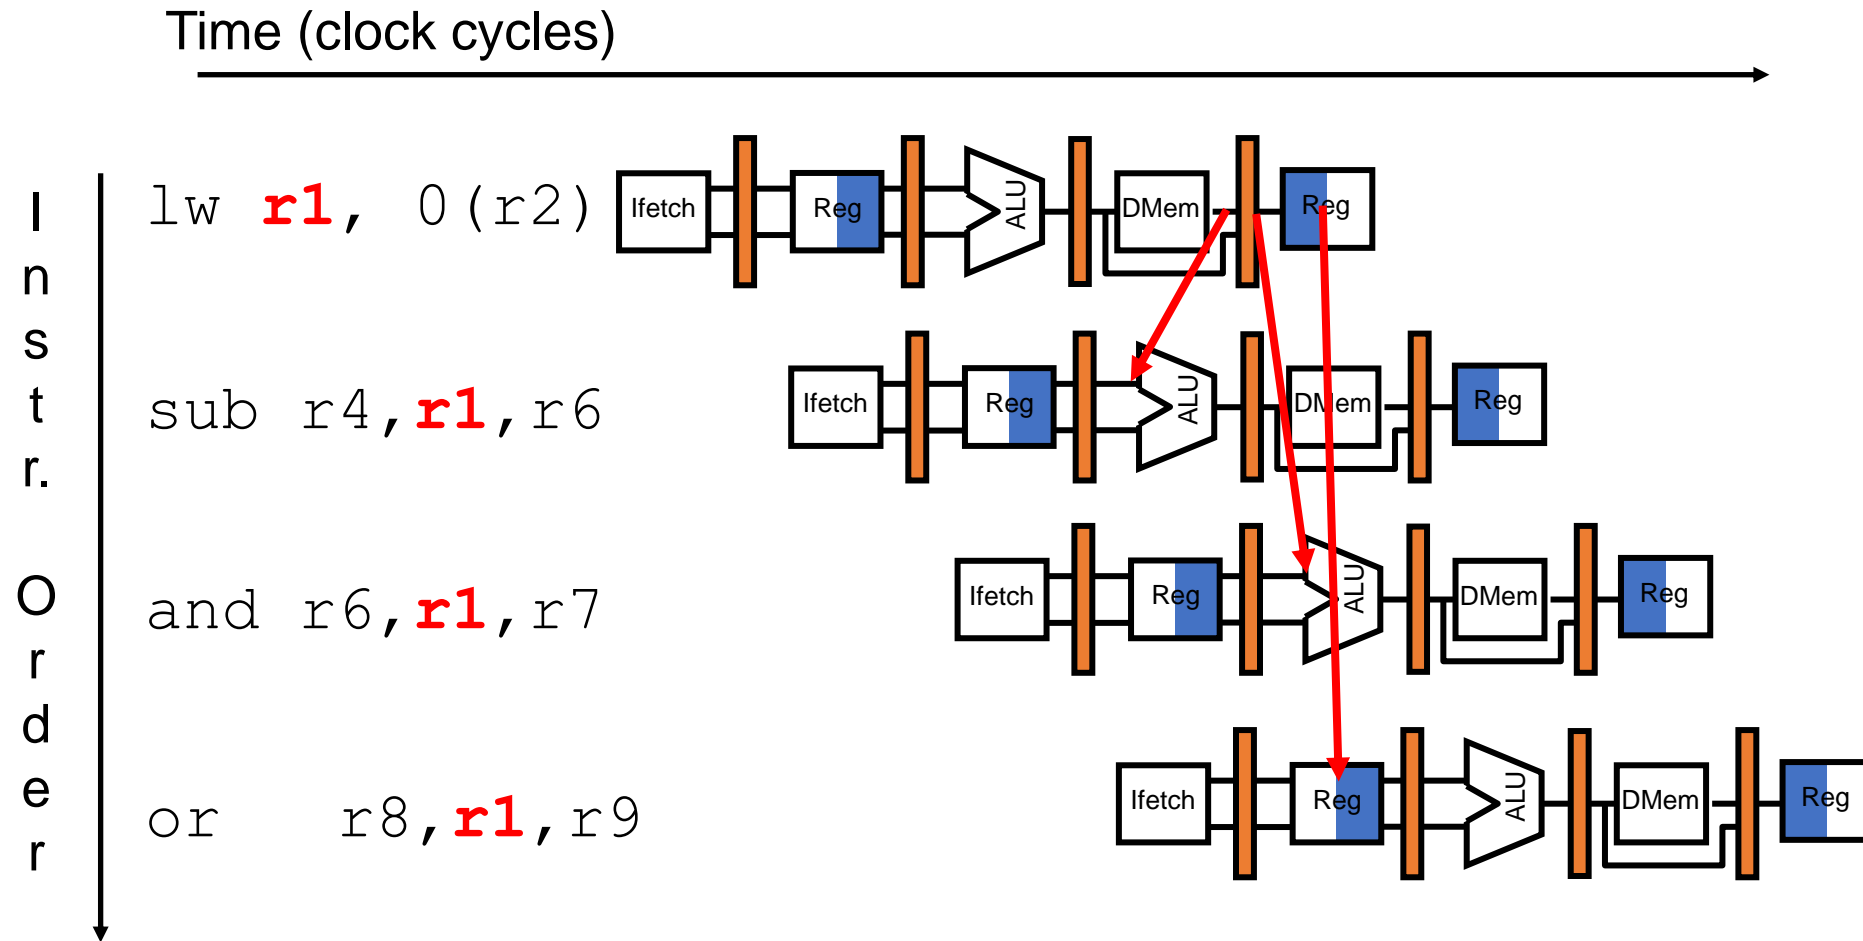 Time (clock cycles)
Instr. Order
lw r1, 0(r2)
Ifetch Reg ALU DMem Reg
sub r4,r1,r6
Ifetch Reg ALU DMem Reg
and r6,r1,r7
Ifetch Reg ALU DMem Reg
or r8,r1,r9
Ifetch Reg ALU DMem Reg